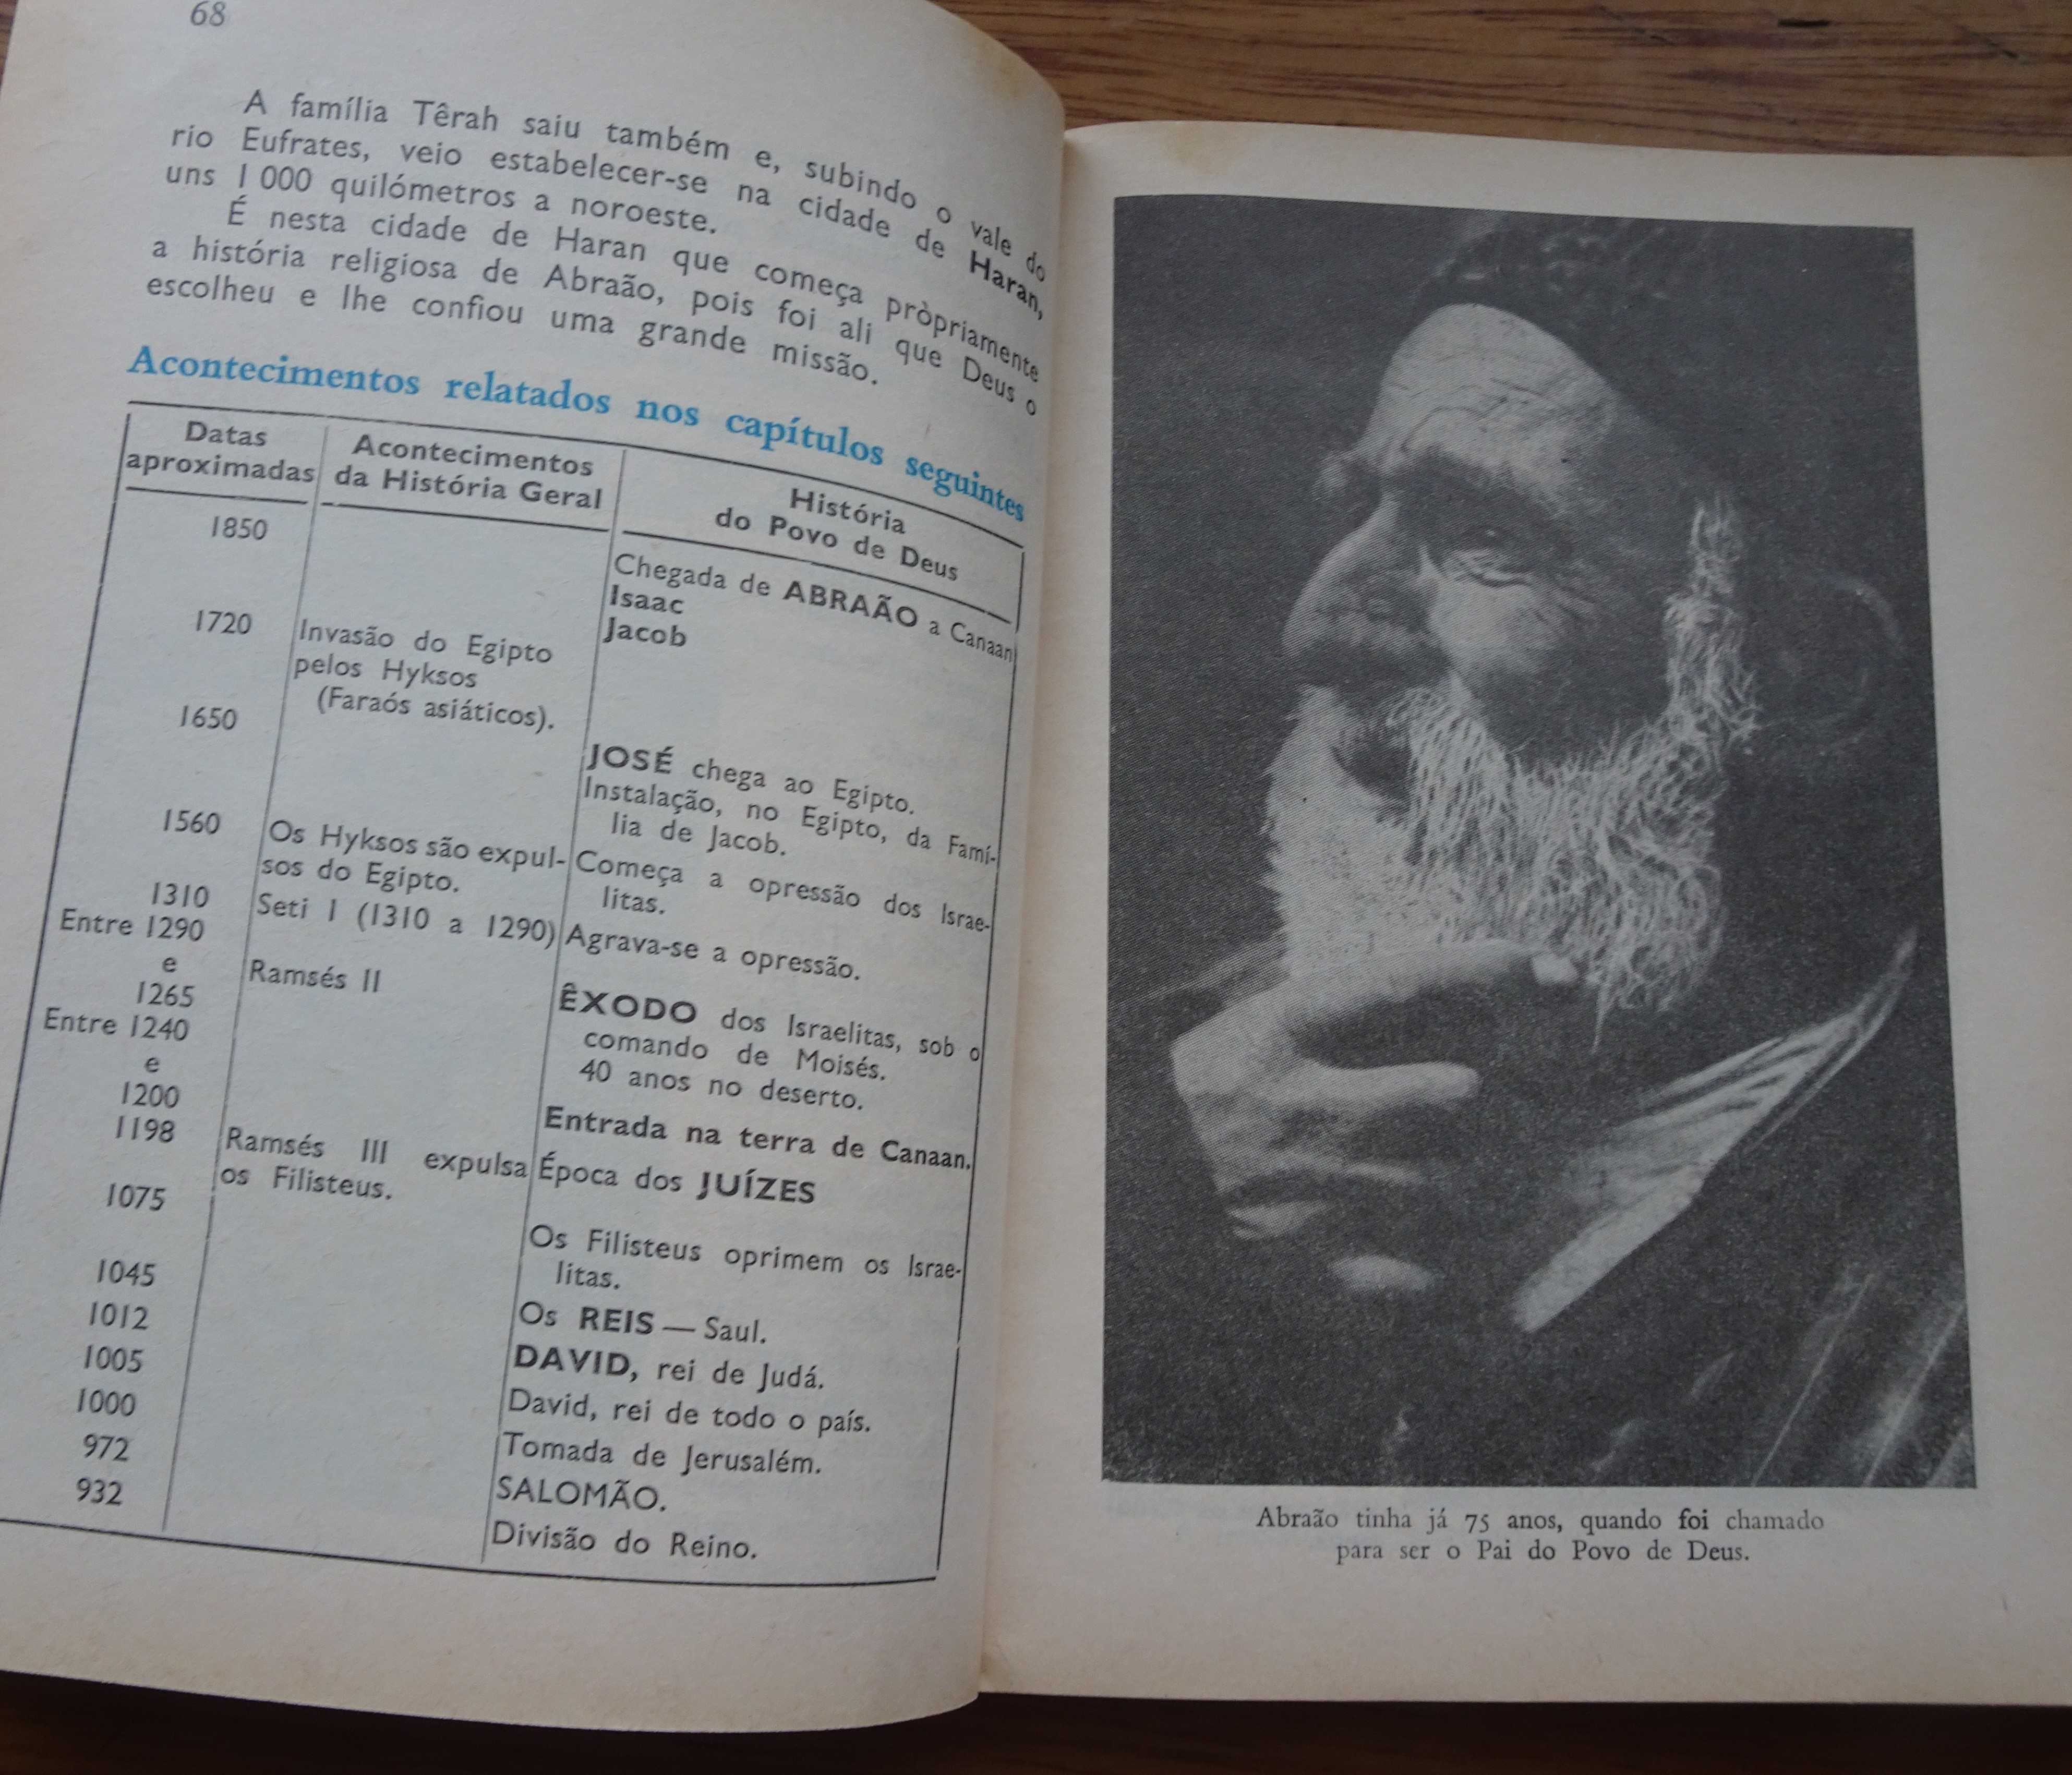 68
A família Têrah saiu também e, subindo o vale do
rio Eufrates, veio estabelecer-se na cidade de Haran,
uns 1 000 quilómetros a noroeste.
É nesta cidade de Haran que começa pròpriamente
a história religiosa de Abraão, pois foi ali que Deus o
escolheu e lhe confiou uma grande missão.
Acontecimentos relatados nos capítulos seguintes
Datas
aproximadas
Acontecimentos
da História Geral
História
do Povo de Deus
1850
Chegada de ABRAÃO a Canaan
Isaac
Jacob
1720
Invasão do Egipto
pelos Hyksos
(Faraós asiáticos).
1650
JOSÉ chega ao Egipto.
Instalação, no Egipto, da Famí-
lia de Jacob.
1560
Os Hyksos são expul-
sos do Egipto.
Começa a opressão dos Israe-
litas.
1310
Seti I (1310 a 1290)
Agrava-se a opressão.
Entre 1290
e
1265
Ramsés II
ÊXODO dos Israelitas, sob o
comando de Moisés.
40 anos no deserto.
Entre 1240
e
1200
Entrada na terra de Canaan.
1198
Ramsés III expulsa
os Filisteus.
Época dos JUÍZES
1075
Os Filisteus oprimem os Israe-
litas.
1045
Os REIS — Saul.
1012
DAVID, rei de Judá.
1005
David, rei de todo o país.
1000
Tomada de Jerusalém.
972
SALOMÃO.
932
Divisão do Reino.
Abraão tinha já 75 anos, quando foi chamado
para ser o Pai do Povo de Deus.